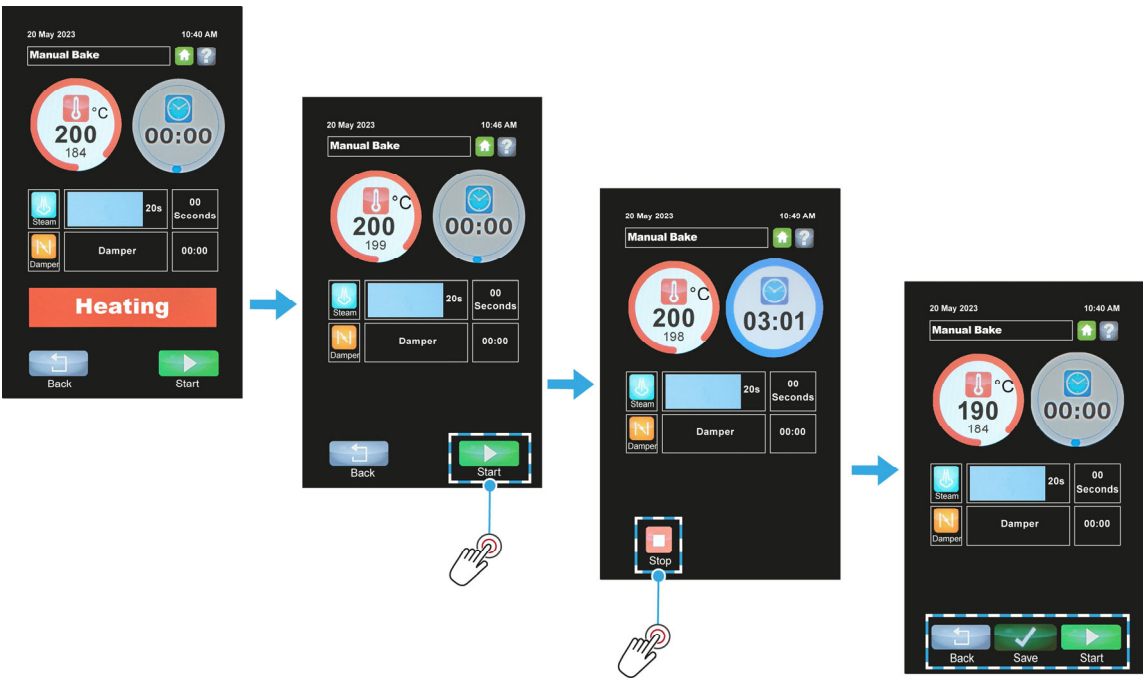 20 May 2023 10:40 AM
Manual Bake ?
°C
200 00:00
184
20s 00
Seconds
Steam
Damper 00:00
Damper
Heating
Back Start
20 May 2023 10:46 AM
Manual Bake ?
°C
200 00:00
199
20s 00
Seconds
Steam
Damper 00:00
Damper
Back Start
20 May 2023 10:49 AM
Manual Bake ?
°C
200 03:01
198
20s 00
Seconds
Steam
Damper 00:00
Damper
Stop
20 May 2023 10:40 AM
Manual Bake ?
°C
190 00:00
184
20s 00
Seconds
Steam
Damper 00:00
Damper
Back Save Start